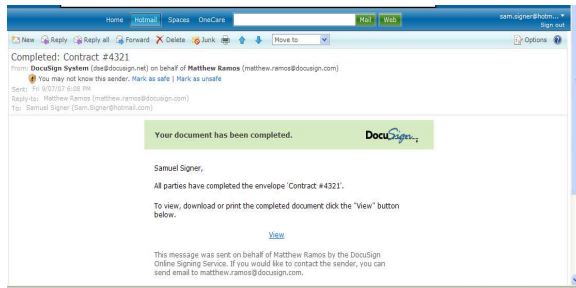 Home Hotmail Spaces OneCare Mail Web sam.signer@hotm...
Sign out
New Reply Reply all Forward Delete Junk Move to Options
Completed: Contract #4321
From: DocuSign System (dse@docusign.net) on behalf of Matthew Ramos (matthew.ramos@docusign.com)
You may not know this sender. Mark as safe | Mark as unsafe
Sent: Fri 9/07/07 6:08 PM
Reply-to: Matthew Ramos (matthew.ramos@docusign.com)
To: Samuel Signer (Sam.Signer@hotmail.com)
Your document has been completed. DocuSign
Samuel Signer,
All parties have completed the envelope 'Contract #4321'.
To view, download or print the completed document click the "View" button
below.
View
This message was sent on behalf of Matthew Ramos by the DocuSign
Online Signing Service. If you would like to contact the sender, you can
send email to matthew.ramos@docusign.com.